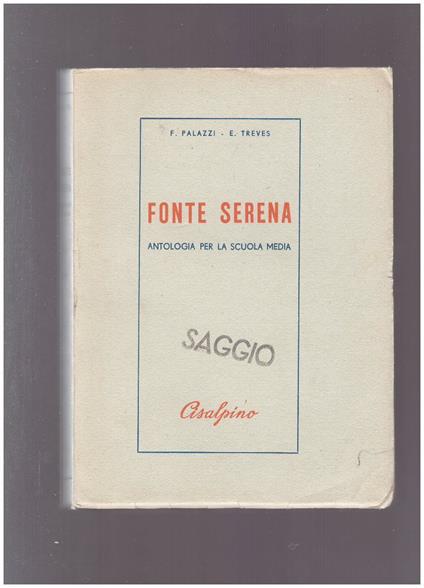 F. PALAZZI - E. TREVES
FONTE SERENA
ANTOLOGIA PER LA SCUOLA MEDIA
SAGGIO
Cisalpino